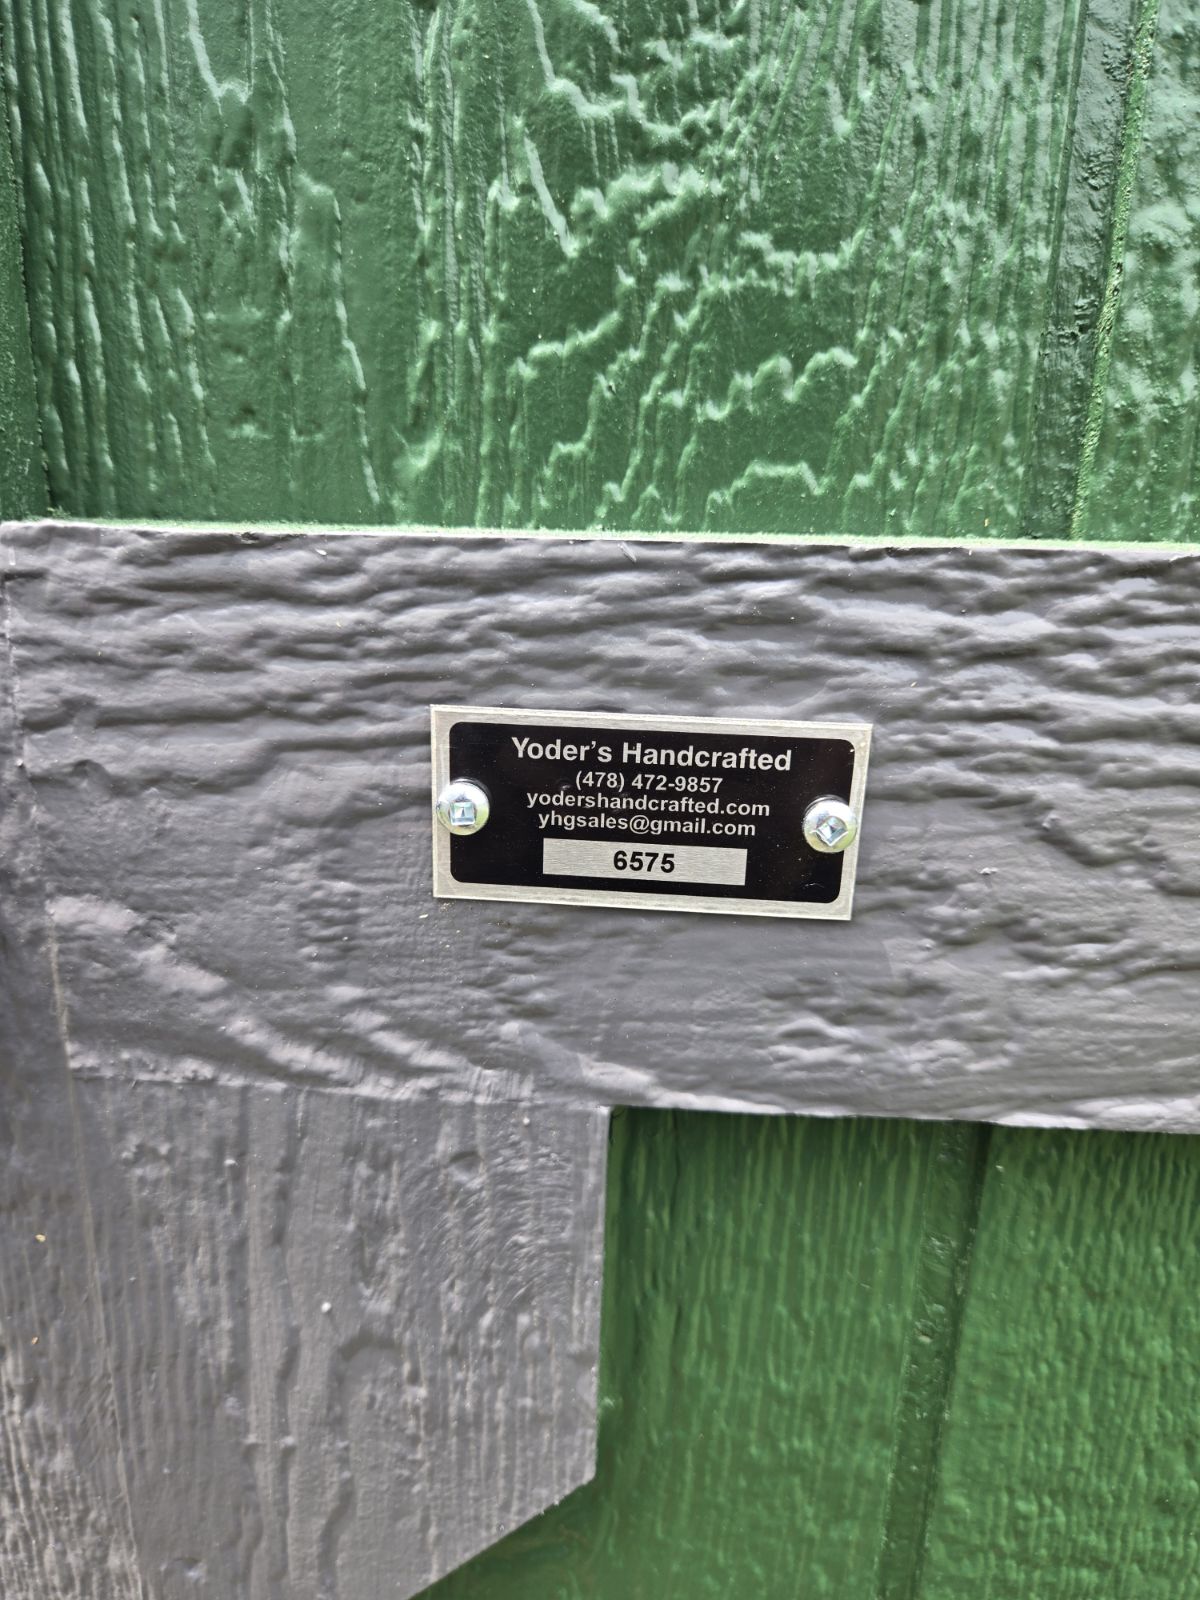 Yoder's Handcrafted
(478) 472-9857
yodershandcrafted.com
yhgsales@gmail.com
6575